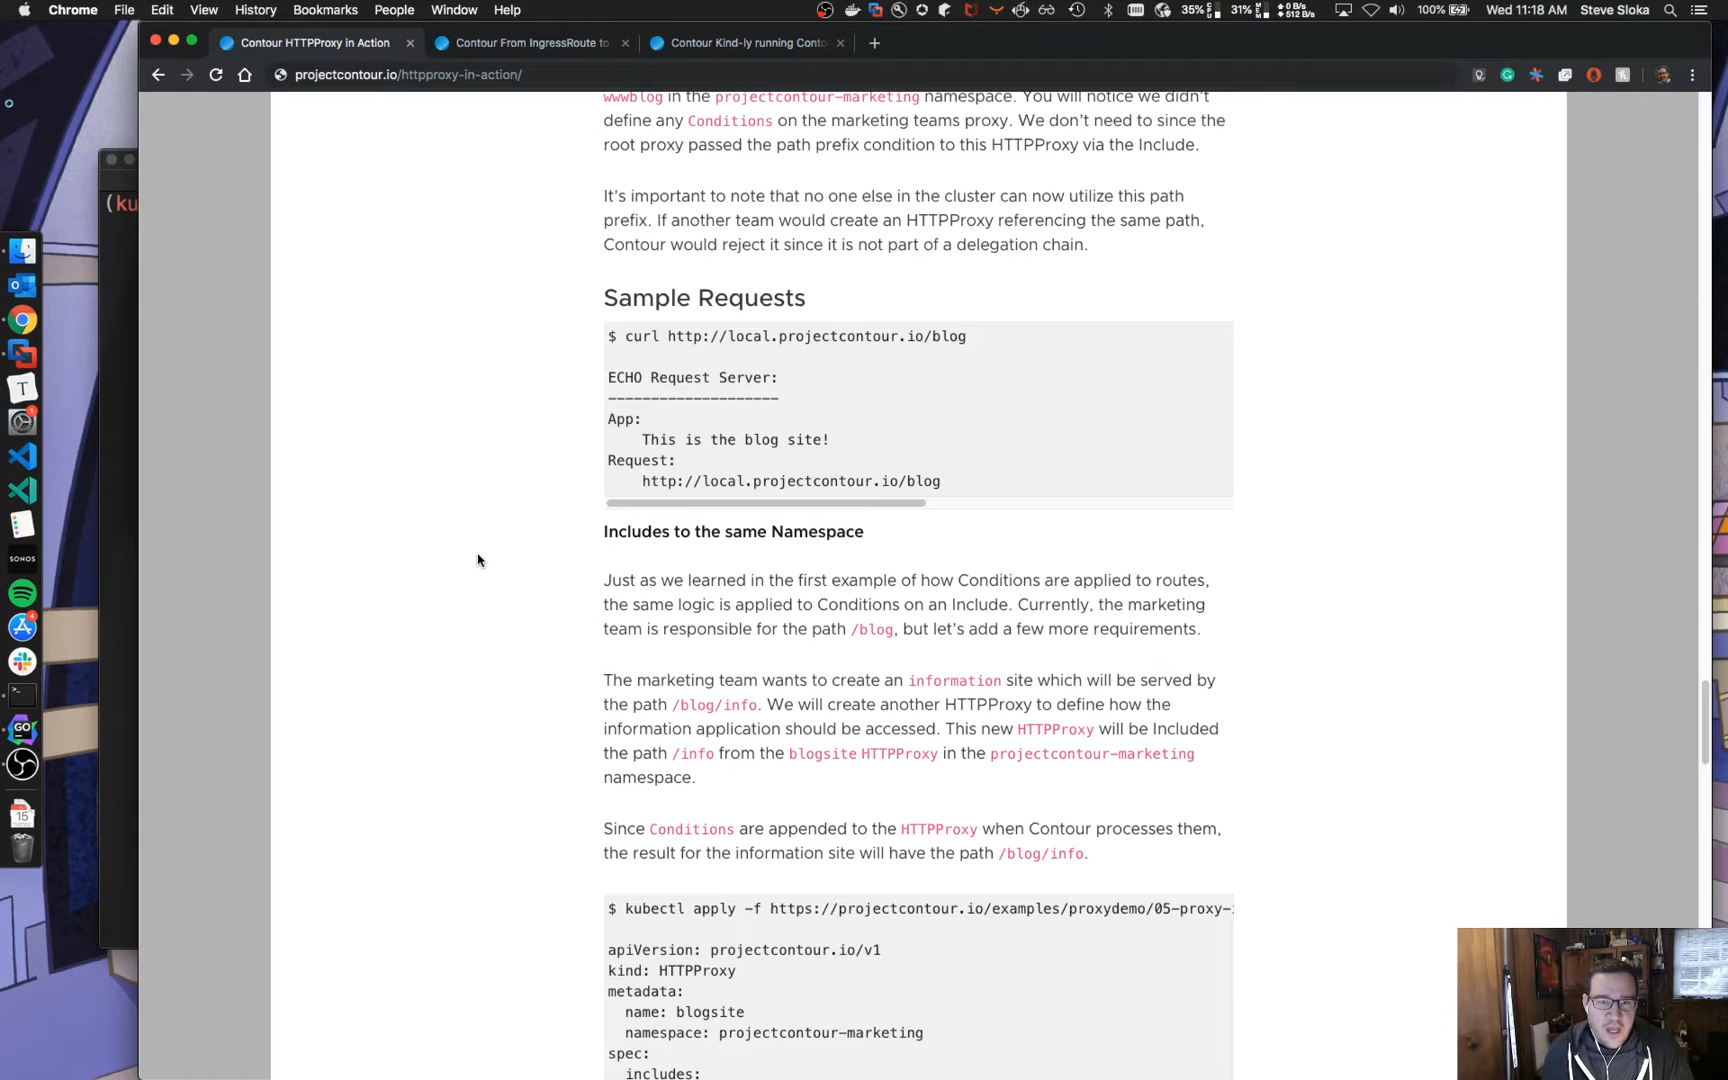 Chrome File Edit View History Bookmarks People Window Help 35% 31% 0 B/s 512 B/s 100% Wed 11:18 AM Steve Sloka
Contour HTTPProxy in Action
Contour From IngressRoute to
Contour Kind-ly running Conto
projectcontour.io/httpproxy-in-action/
wwwblog in the projectcontour-marketing namespace. You will notice we didn't
define any Conditions on the marketing teams proxy. We don't need to since the
root proxy passed the path prefix condition to this HTTPProxy via the Include.
It's important to note that no one else in the cluster can now utilize this path
prefix. If another team would create an HTTPProxy referencing the same path,
Contour would reject it since it is not part of a delegation chain.
Sample Requests
$ curl http://local.projectcontour.io/blog
ECHO Request Server:
--------------------
App:
This is the blog site!
Request:
http://local.projectcontour.io/blog
Includes to the same Namespace
Just as we learned in the first example of how Conditions are applied to routes,
the same logic is applied to Conditions on an Include. Currently, the marketing
team is responsible for the path /blog, but let's add a few more requirements.
The marketing team wants to create an information site which will be served by
the path /blog/info. We will create another HTTPProxy to define how the
information application should be accessed. This new HTTPProxy will be Included
the path /info from the blogsite HTTPProxy in the projectcontour-marketing
namespace.
Since Conditions are appended to the HTTPProxy when Contour processes them,
the result for the information site will have the path /blog/info.
$ kubectl apply -f https://projectcontour.io/examples/proxydemo/05-proxy-
apiVersion: projectcontour.io/v1
kind: HTTPProxy
metadata:
name: blogsite
namespace: projectcontour-marketing
spec:
includes:
(ku
T
1
SONOS
4
GO
15